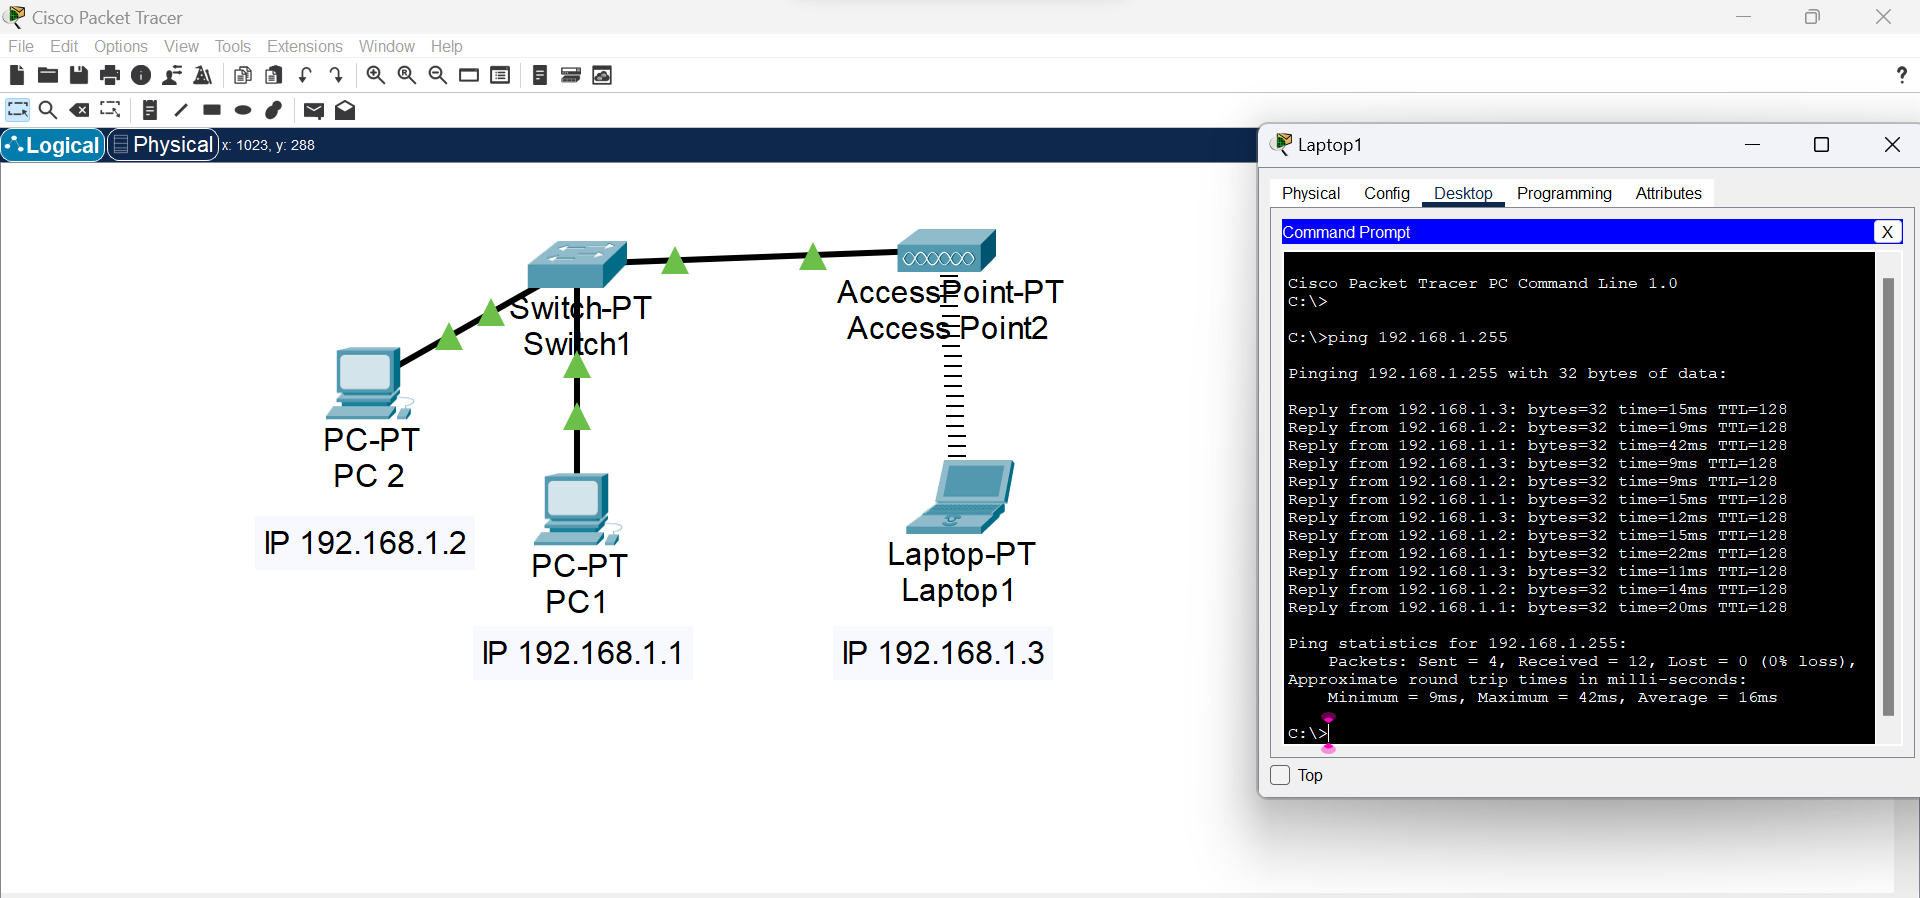 Cisco Packet Tracer
File Edit Options View Tools Extensions Window Help
?
Logical Physical x: 1023, y: 288
Switch-PT
Switch1
AccessPoint-PT
Access Point2
PC-PT
PC 2
IP 192.168.1.2
PC-PT
PC1
IP 192.168.1.1
Laptop-PT
Laptop1
IP 192.168.1.3
Laptop1
Physical Config Desktop Programming Attributes
Command Prompt X
Cisco Packet Tracer PC Command Line 1.0
C:\>
C:\>ping 192.168.1.255
Pinging 192.168.1.255 with 32 bytes of data:
Reply from 192.168.1.3: bytes=32 time=15ms TTL=128
Reply from 192.168.1.2: bytes=32 time=19ms TTL=128
Reply from 192.168.1.1: bytes=32 time=42ms TTL=128
Reply from 192.168.1.3: bytes=32 time=9ms TTL=128
Reply from 192.168.1.2: bytes=32 time=9ms TTL=128
Reply from 192.168.1.1: bytes=32 time=15ms TTL=128
Reply from 192.168.1.3: bytes=32 time=12ms TTL=128
Reply from 192.168.1.2: bytes=32 time=15ms TTL=128
Reply from 192.168.1.1: bytes=32 time=22ms TTL=128
Reply from 192.168.1.3: bytes=32 time=11ms TTL=128
Reply from 192.168.1.2: bytes=32 time=14ms TTL=128
Reply from 192.168.1.1: bytes=32 time=20ms TTL=128
Ping statistics for 192.168.1.255:
Packets: Sent = 4, Received = 12, Lost = 0 (0% loss),
Approximate round trip times in milli-seconds:
Minimum = 9ms, Maximum = 42ms, Average = 16ms
C:\>
Top